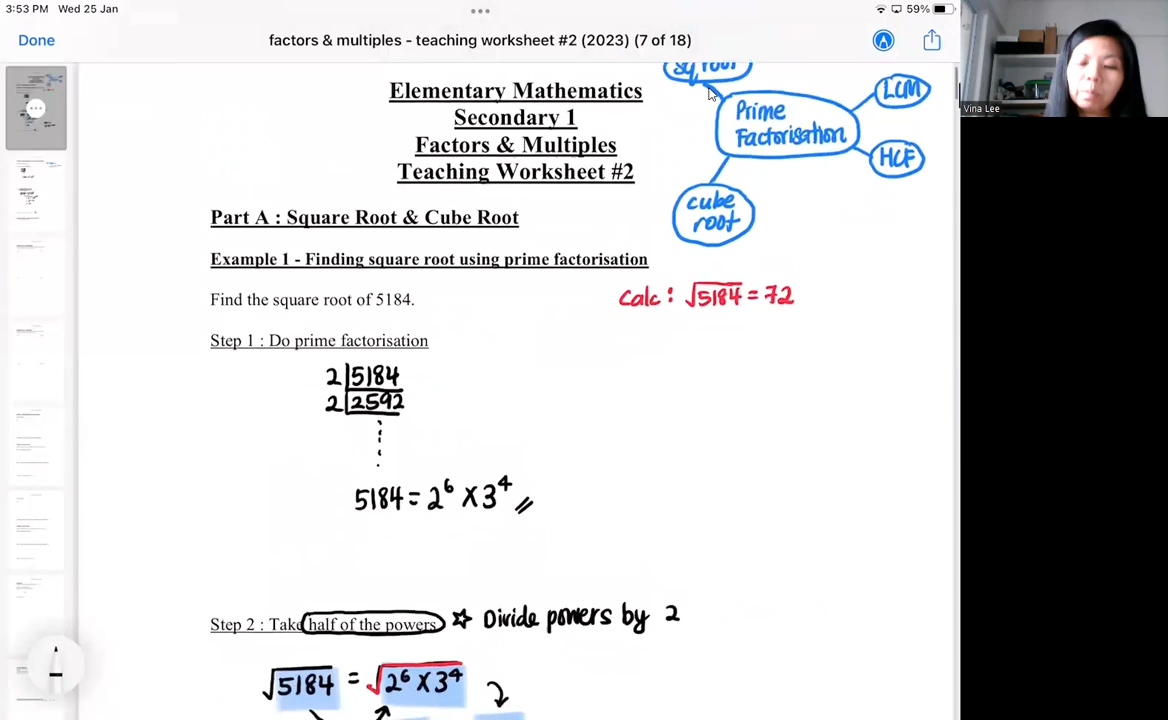 3:53 PM Wed 25 Jan
59%
Done
factors & multiples - teaching worksheet #2 (2023) (7 of 18)
Vina Lee
sq root
Prime
Factorisation
LCM
HCF
cube
root
Elementary Mathematics
Secondary 1
Factors & Multiples
Teaching Worksheet #2
Part A : Square Root & Cube Root
Example 1 - Finding square root using prime factorisation
Find the square root of 5184.
Calc : √5184 = 72
Step 1 : Do prime factorisation
2 | 5184
2 | 2592
5184 = 2⁶ × 3⁴
Step 2 : Take half of the powers ☆ Divide powers by 2
√5184 = √2⁶ × 3⁴